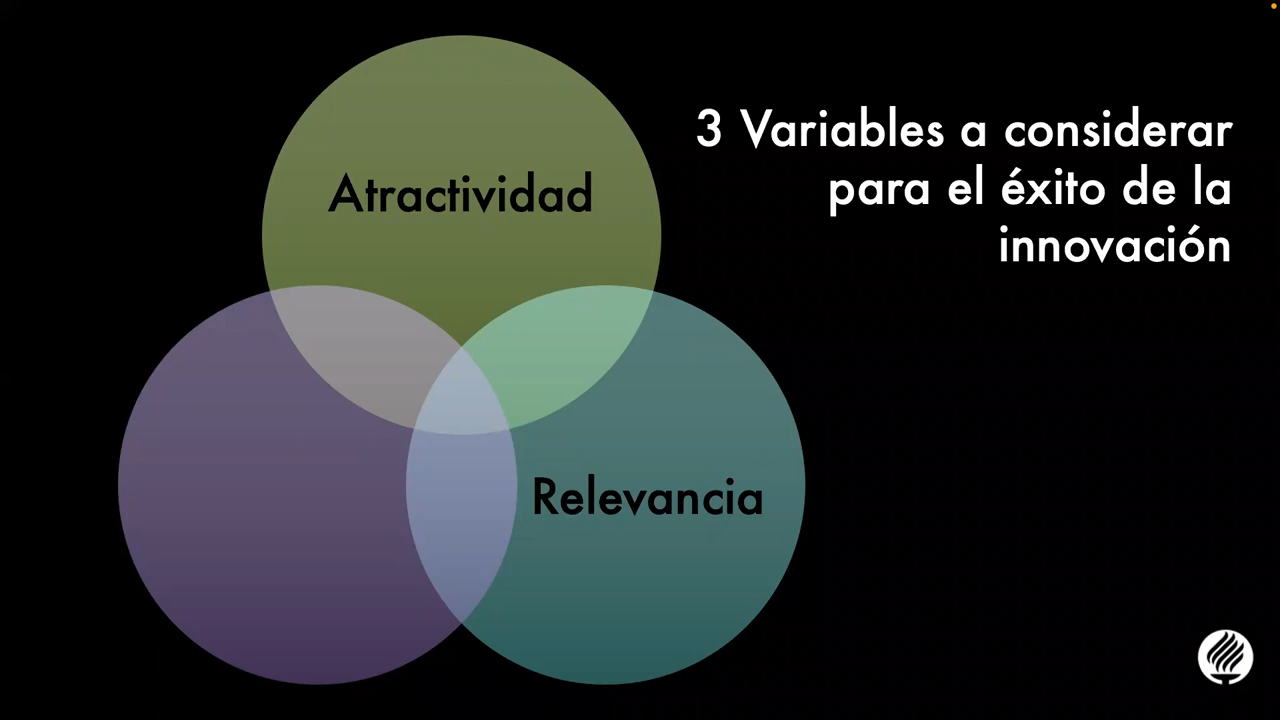 3 Variables a considerar
para el éxito de la
innovación
Atractividad
Relevancia